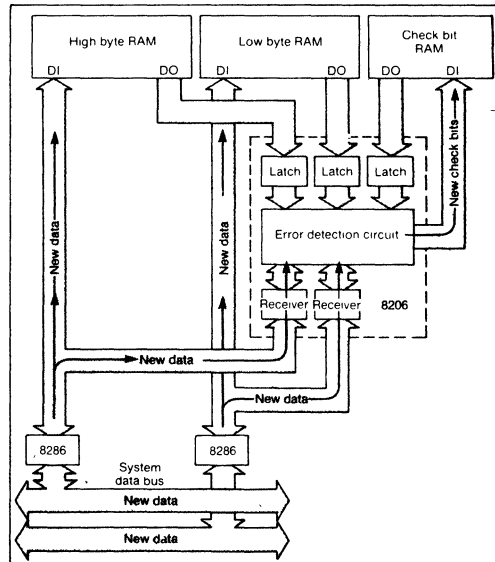 High byte RAM
DI
DO
Low byte RAM
DI
DO
Check bit
RAM
DO
DI
New check bits
Latch
Latch
Latch
Error detection circuit
New data
New data
Receiver
Receiver
8206
New data
New data
8286
8286
System
data bus
New data
New data